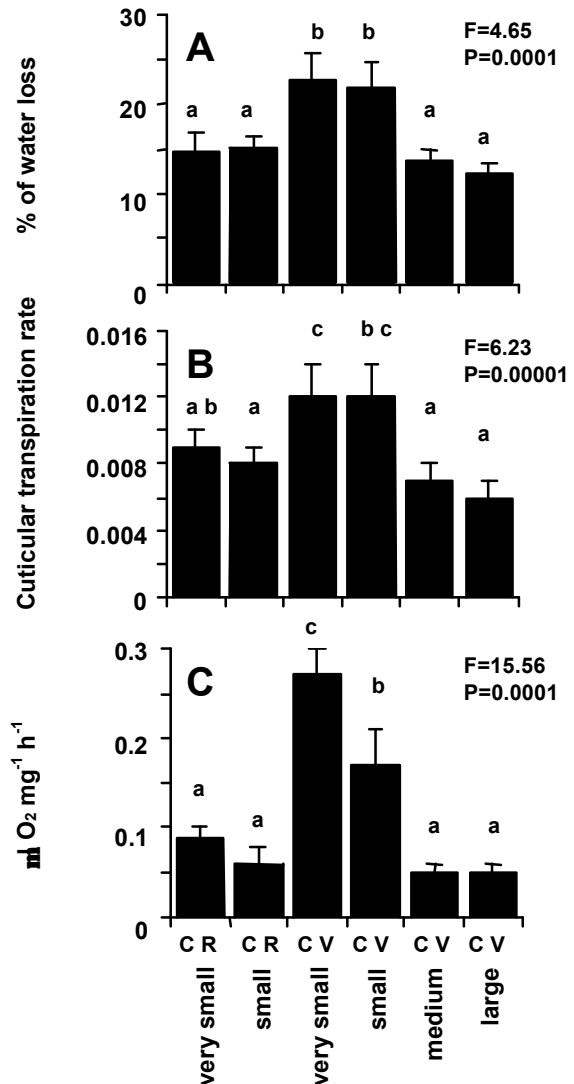 30
20
10
0
% of water loss
A
F=4.65
P=0.0001
a a b b a a
0.016
0.012
0.008
0.004
0
Cuticular transpiration rate
B
F=6.23
P=0.00001
a b a c b c a a
0.3
0.2
0.1
0
O₂ mg⁻¹ h⁻¹
C
F=15.56
P=0.0001
a a c b a a
C R C R C V C V C V C V
very small small very small small medium large